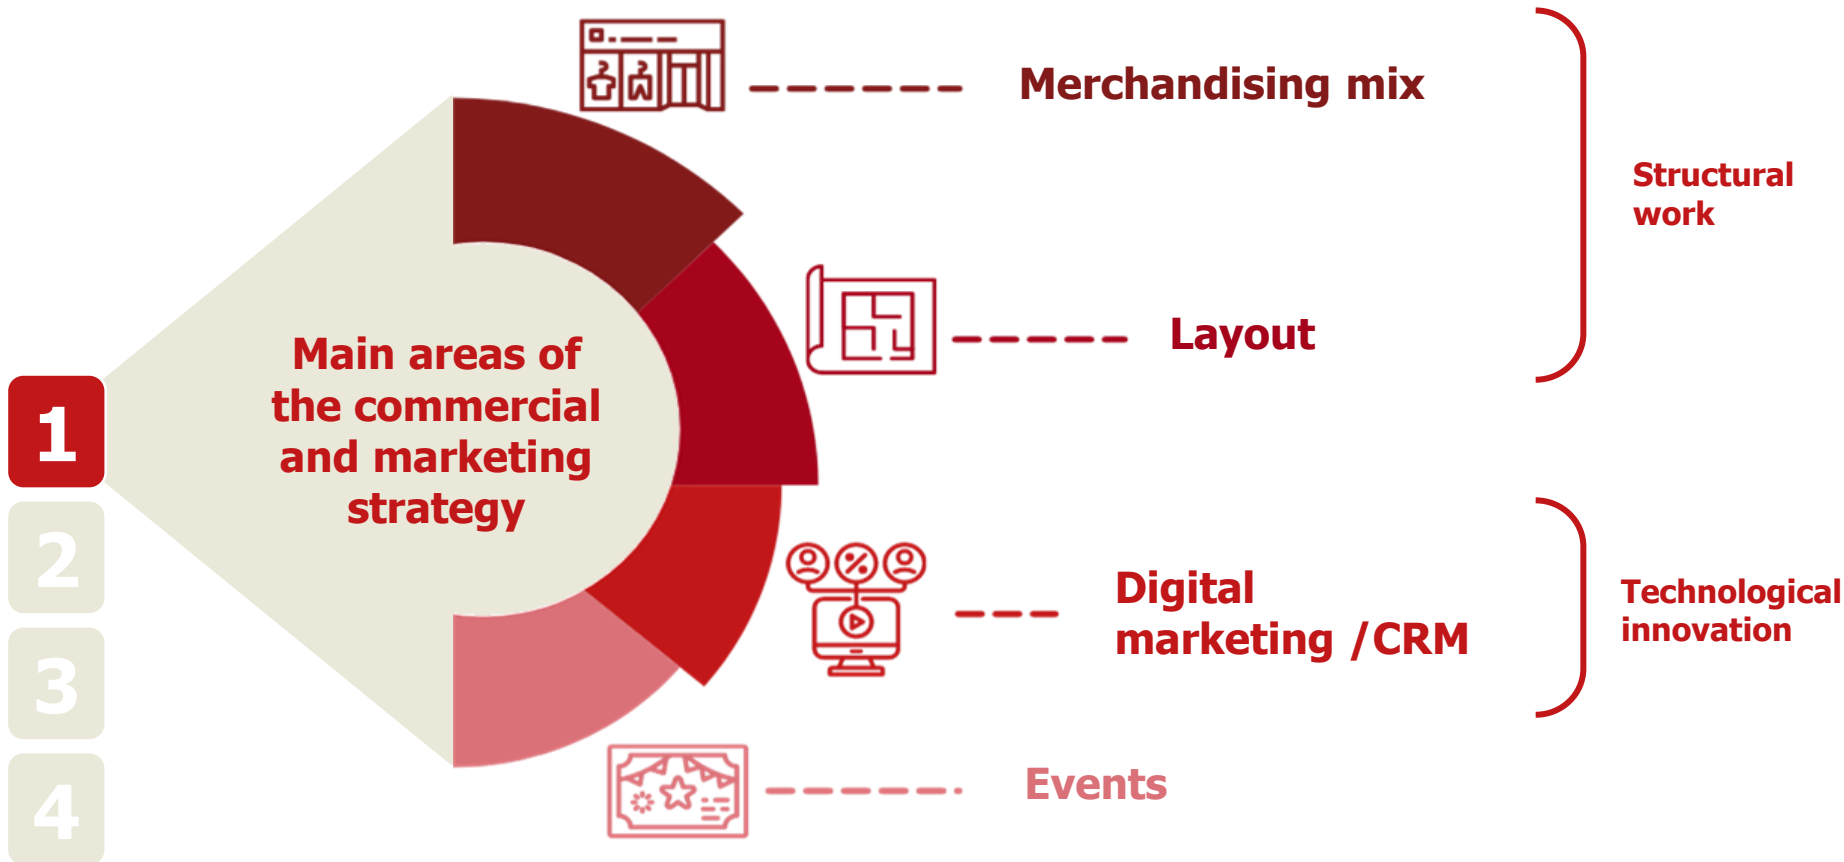 Merchandising mix
Structural
work
Layout
Main areas of
the commercial
and marketing
strategy
1
2
3
4
Digital
marketing /CRM
Technological
innovation
Events